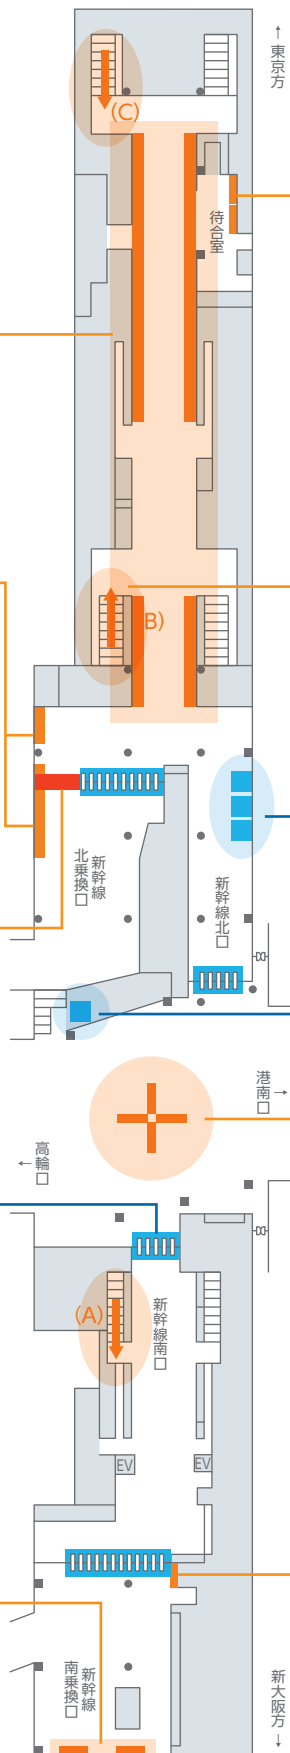 ↑東京方
(C)
待合室
(B)
新幹線
北乗換口
新幹線北口
港南口→
←高輪口
(A)
新幹線南口
EV
EV
新幹線
南乗換口
新大阪方↓